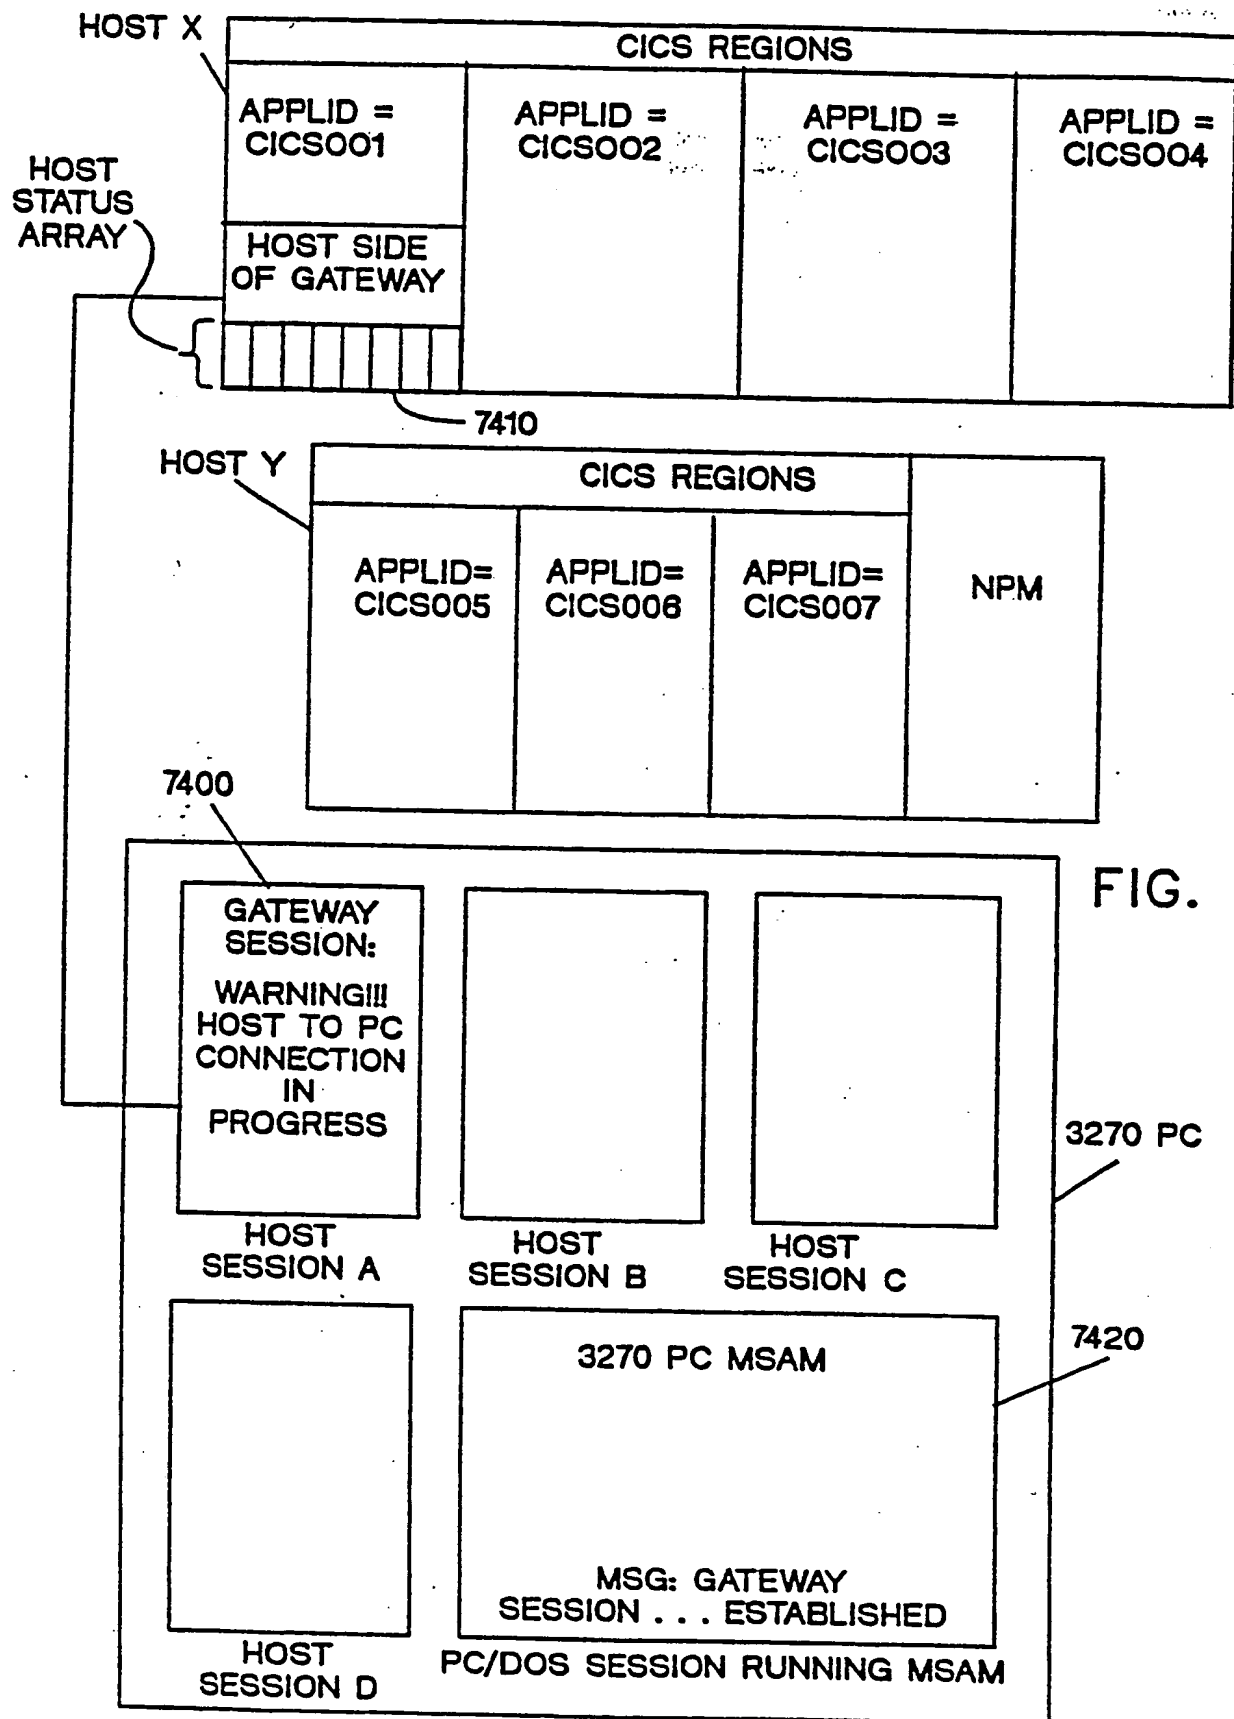 HOST X
CICS REGIONS
APPLID =
CICS001
APPLID =
CICS002
APPLID =
CICS003
APPLID =
CICS004
HOST
STATUS
ARRAY
HOST SIDE
OF GATEWAY
7410
HOST Y
CICS REGIONS
APPLID=
CICS005
APPLID=
CICS006
APPLID=
CICS007
NPM
7400
FIG.
GATEWAY
SESSION:
WARNING!!!
HOST TO PC
CONNECTION
IN
PROGRESS
3270 PC
HOST
SESSION A
HOST
SESSION B
HOST
SESSION C
7420
3270 PC MSAM
MSG: GATEWAY
SESSION . . . ESTABLISHED
HOST
SESSION D
PC/DOS SESSION RUNNING MSAM